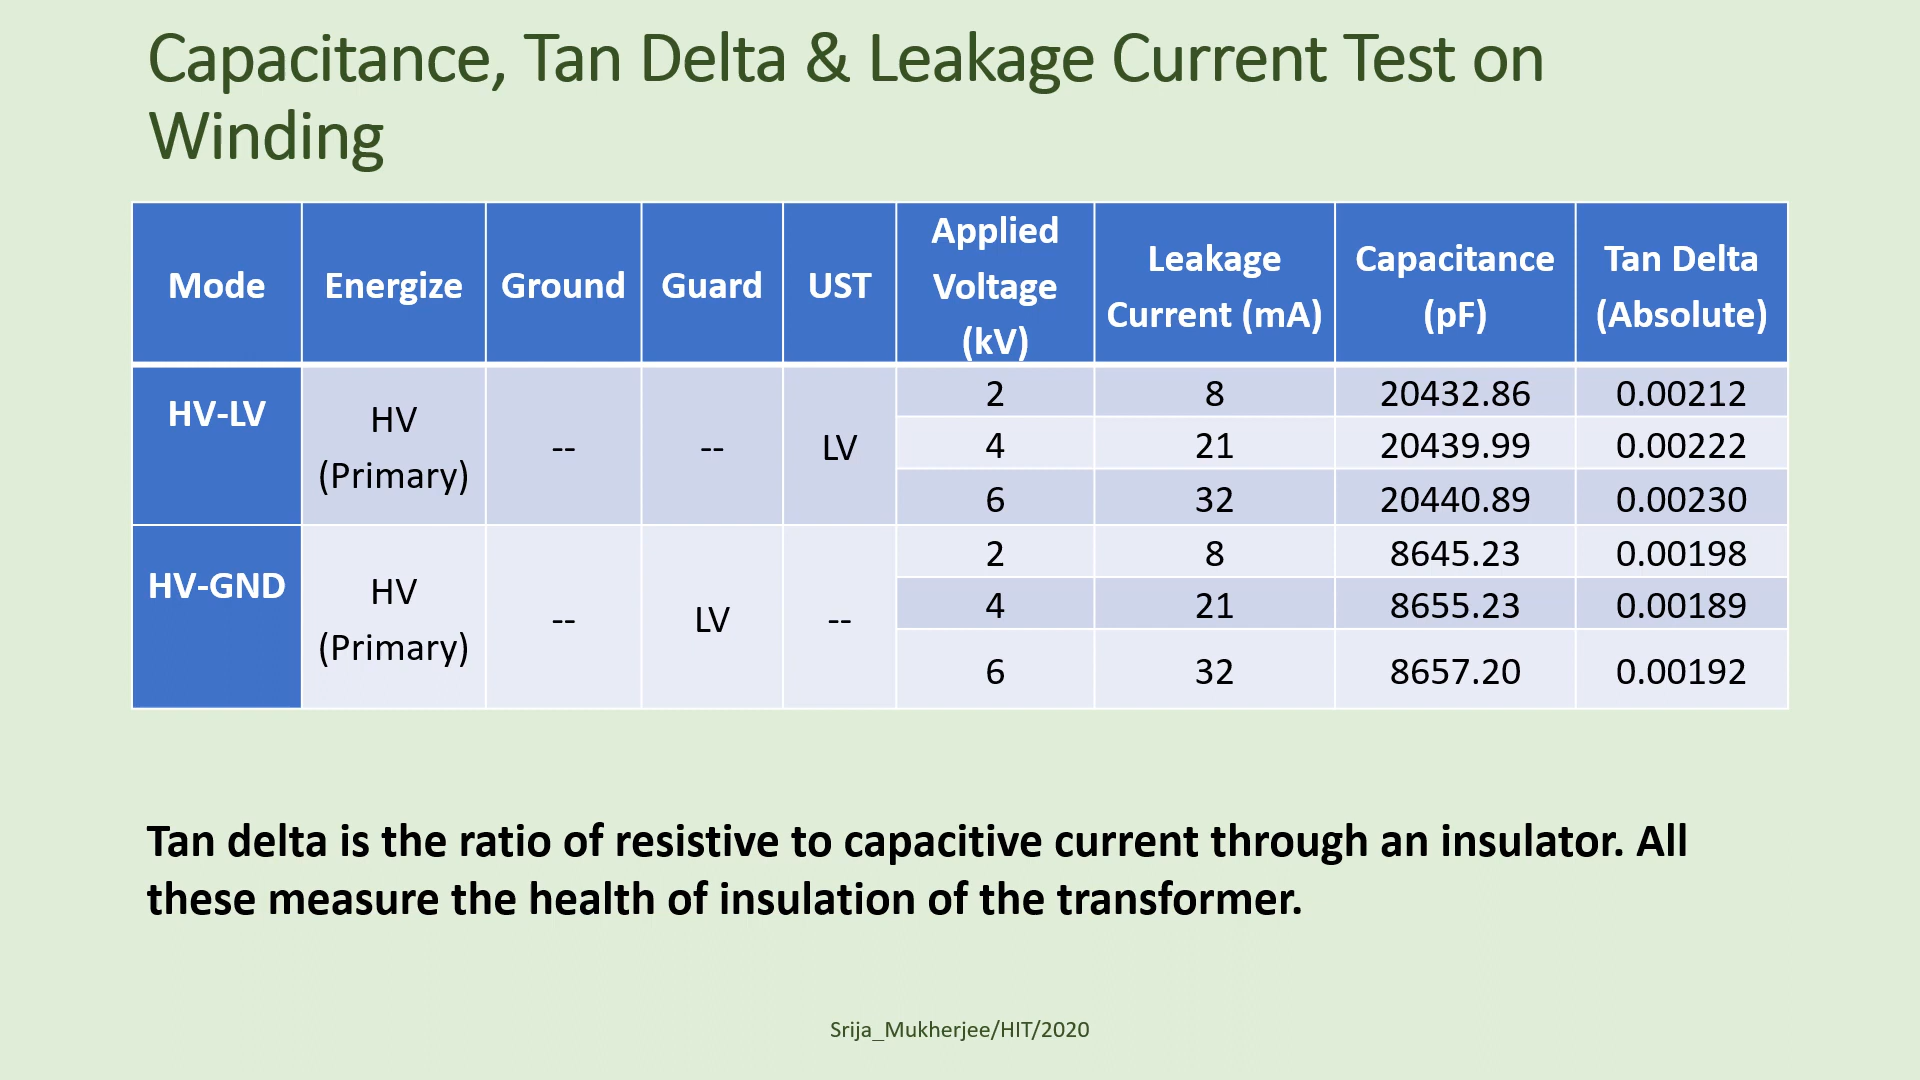 Capacitance, Tan Delta & Leakage Current Test on
Winding
Mode Energize Ground Guard UST Applied Voltage (kV) Leakage Current (mA) Capacitance (pF) Tan Delta (Absolute)
HV-LV HV (Primary) -- -- LV 2 8 20432.86 0.00212
4 21 20439.99 0.00222
6 32 20440.89 0.00230
HV-GND HV (Primary) -- LV -- 2 8 8645.23 0.00198
4 21 8655.23 0.00189
6 32 8657.20 0.00192
Tan delta is the ratio of resistive to capacitive current through an insulator. All
these measure the health of insulation of the transformer.
Srija_Mukherjee/HIT/2020